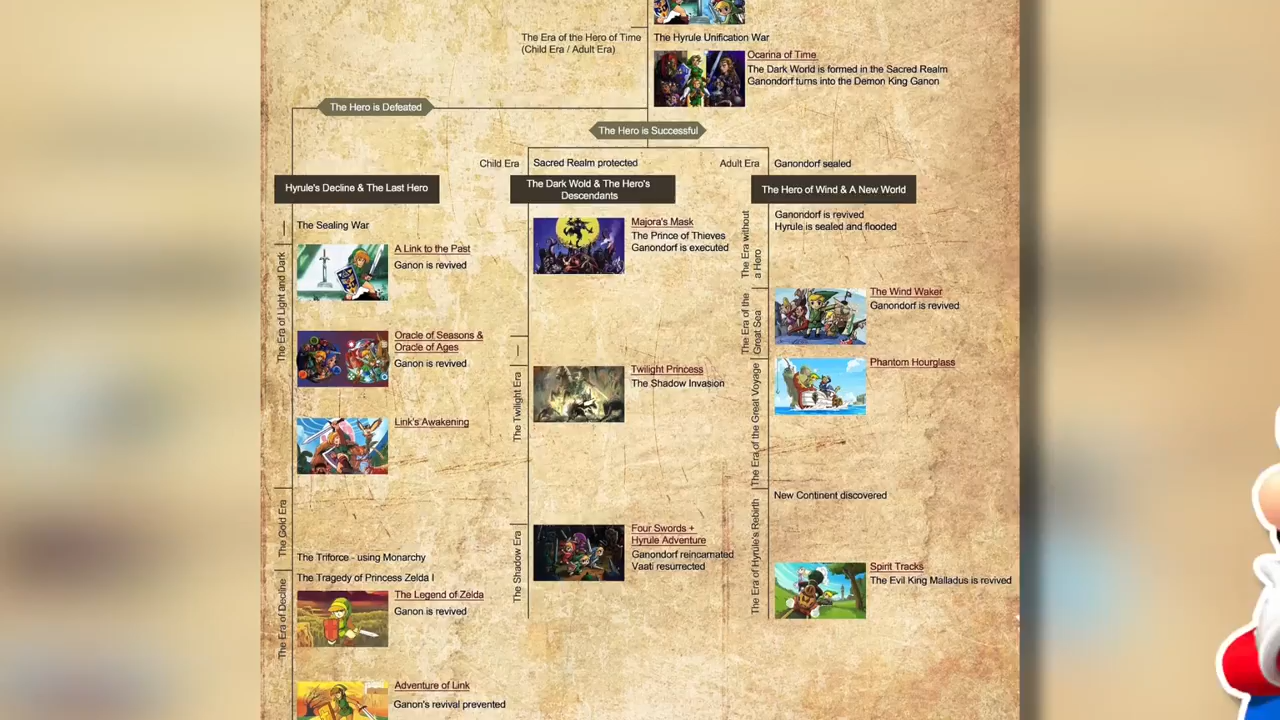 The Era of the Hero of Time
(Child Era / Adult Era)
The Hyrule Unification War
Ocarina of Time
The Dark World is formed in the Sacred Realm
Ganondorf turns into the Demon King Ganon
The Hero is Defeated
The Hero is Successful
Child Era
Sacred Realm protected
Adult Era
Ganondorf sealed
Hyrule's Decline & The Last Hero
The Sealing War
The Era of Light and Dark
A Link to the Past
Ganon is revived
Oracle of Seasons &
Oracle of Ages
Ganon is revived
Link's Awakening
The Gold Era
The Triforce - using Monarchy
The Tragedy of Princess Zelda I
The Era of Decline
The Legend of Zelda
Ganon is revived
Adventure of Link
Ganon's revival prevented
The Dark Wold & The Hero's
Descendants
Majora's Mask
The Prince of Thieves
Ganondorf is executed
The Twilight Era
Twilight Princess
The Shadow Invasion
The Shadow Era
Four Swords +
Hyrule Adventure
Ganondorf reincarnated
Vaati resurrected
The Hero of Wind & A New World
The Era without
a Hero
Ganondorf is revived
Hyrule is sealed and flooded
The Era of the
Great Sea
The Wind Waker
Ganondorf is revived
The Era of the Great Voyage
Phantom Hourglass
New Continent discovered
The Era of Hyrule's Rebirth
Spirit Tracks
The Evil King Malladus is revived